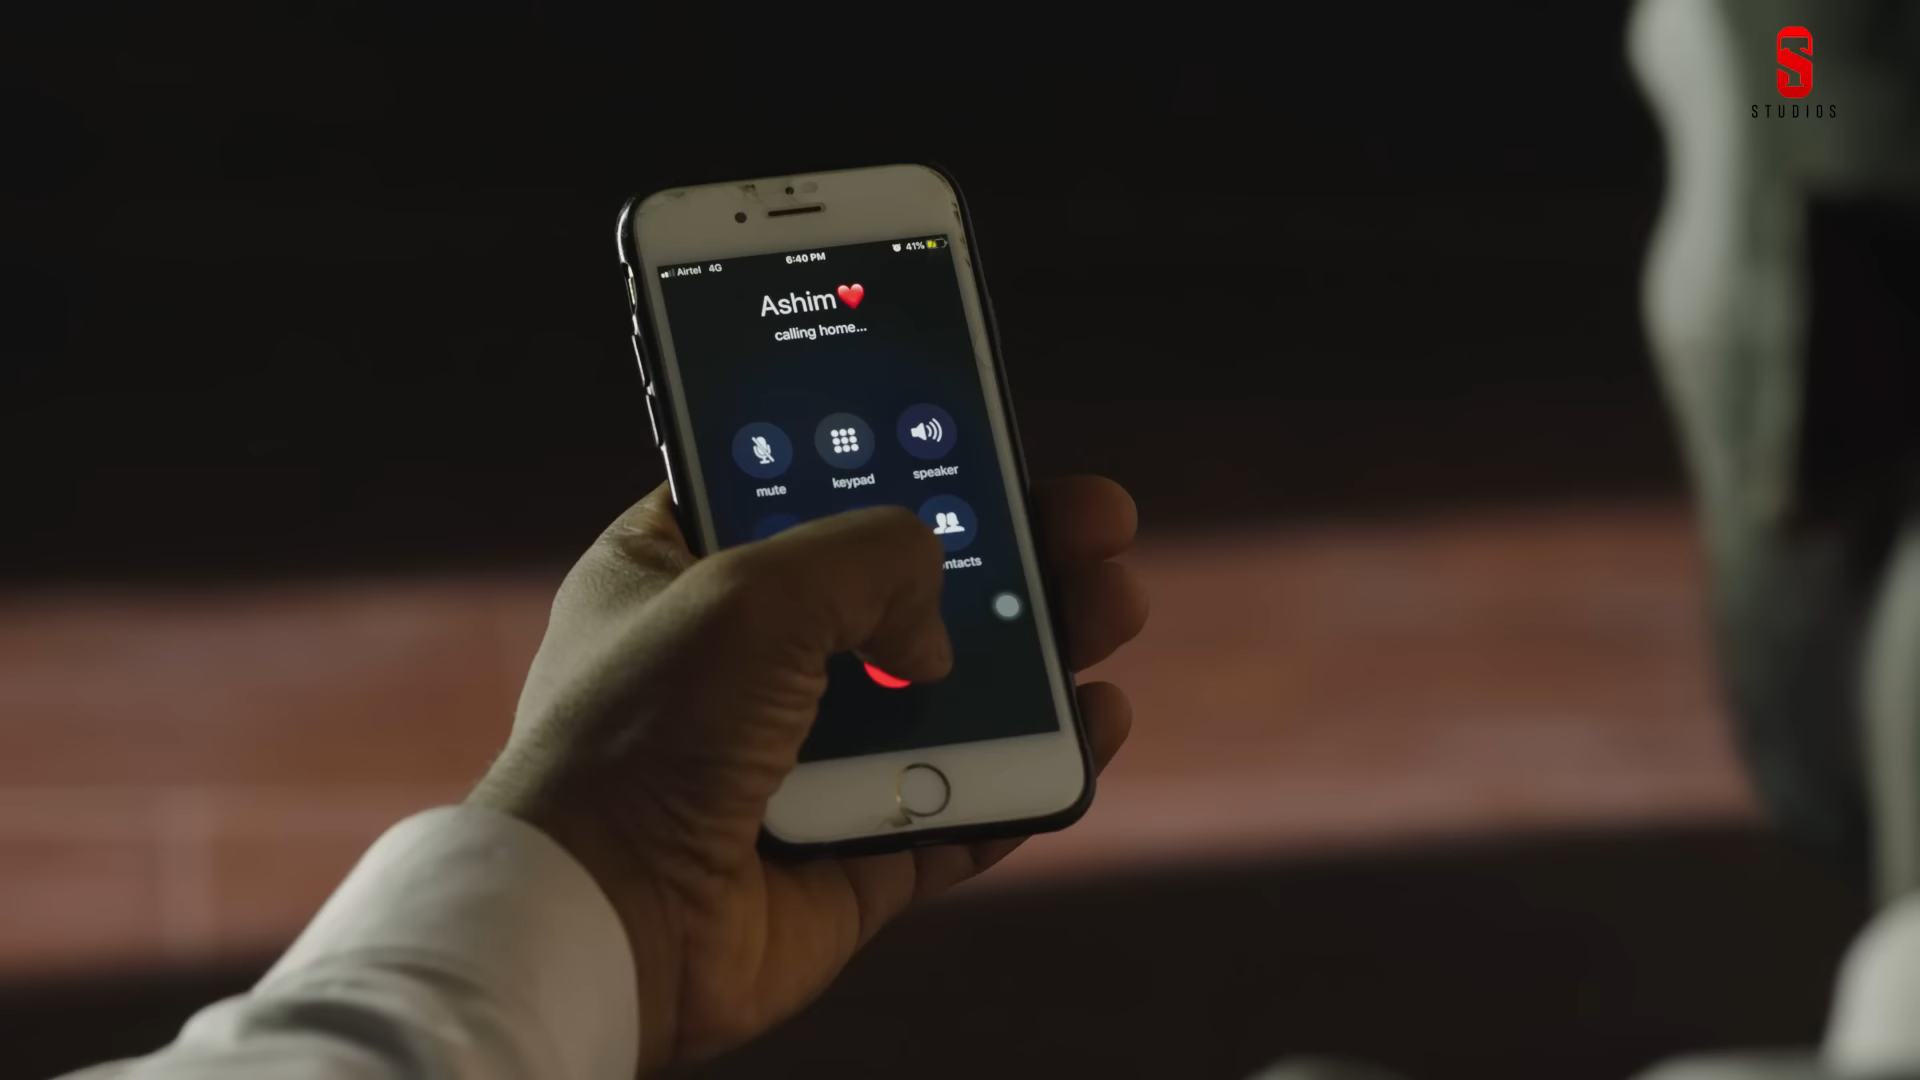 STUDIOS
Airtel 4G
6:40 PM
41%
Ashim❤️
calling home...
mute
keypad
speaker
ntacts